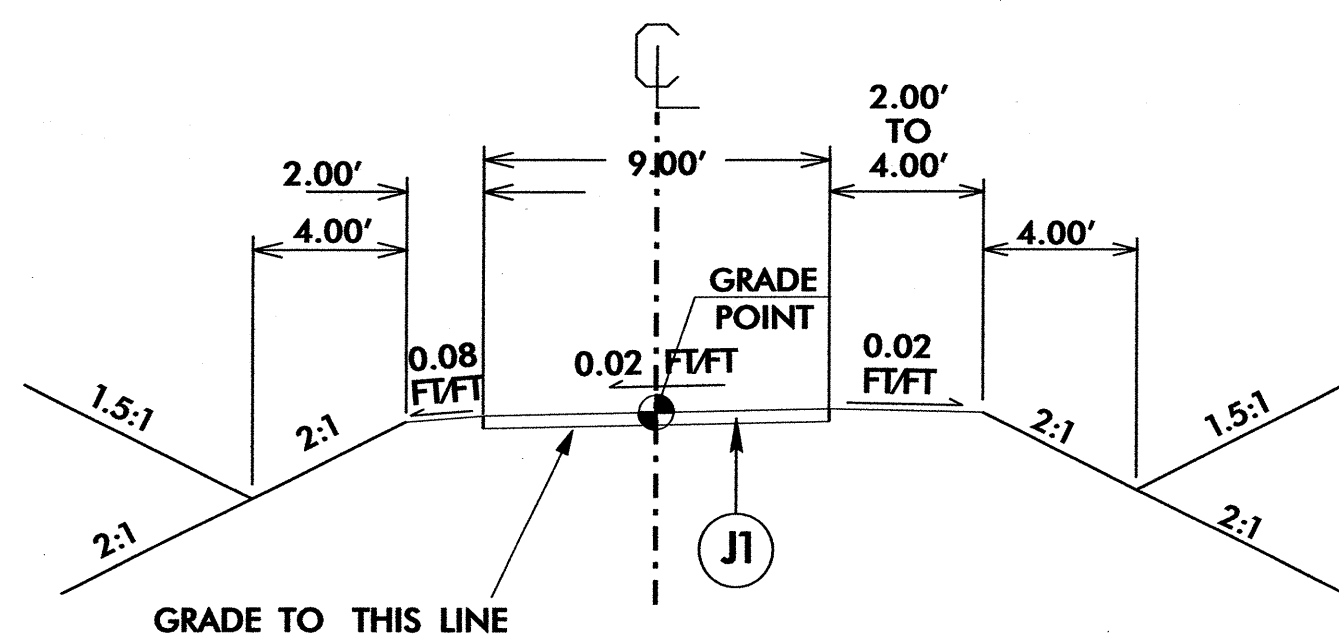 CL
2.00'
TO
4.00'
9.00'
2.00'
4.00'
4.00'
GRADE
POINT
0.08
FT/FT
0.02 FT/FT
0.02
FT/FT
1.5:1
2:1
2:1
2:1
1.5:1
2:1
J1
GRADE TO THIS LINE